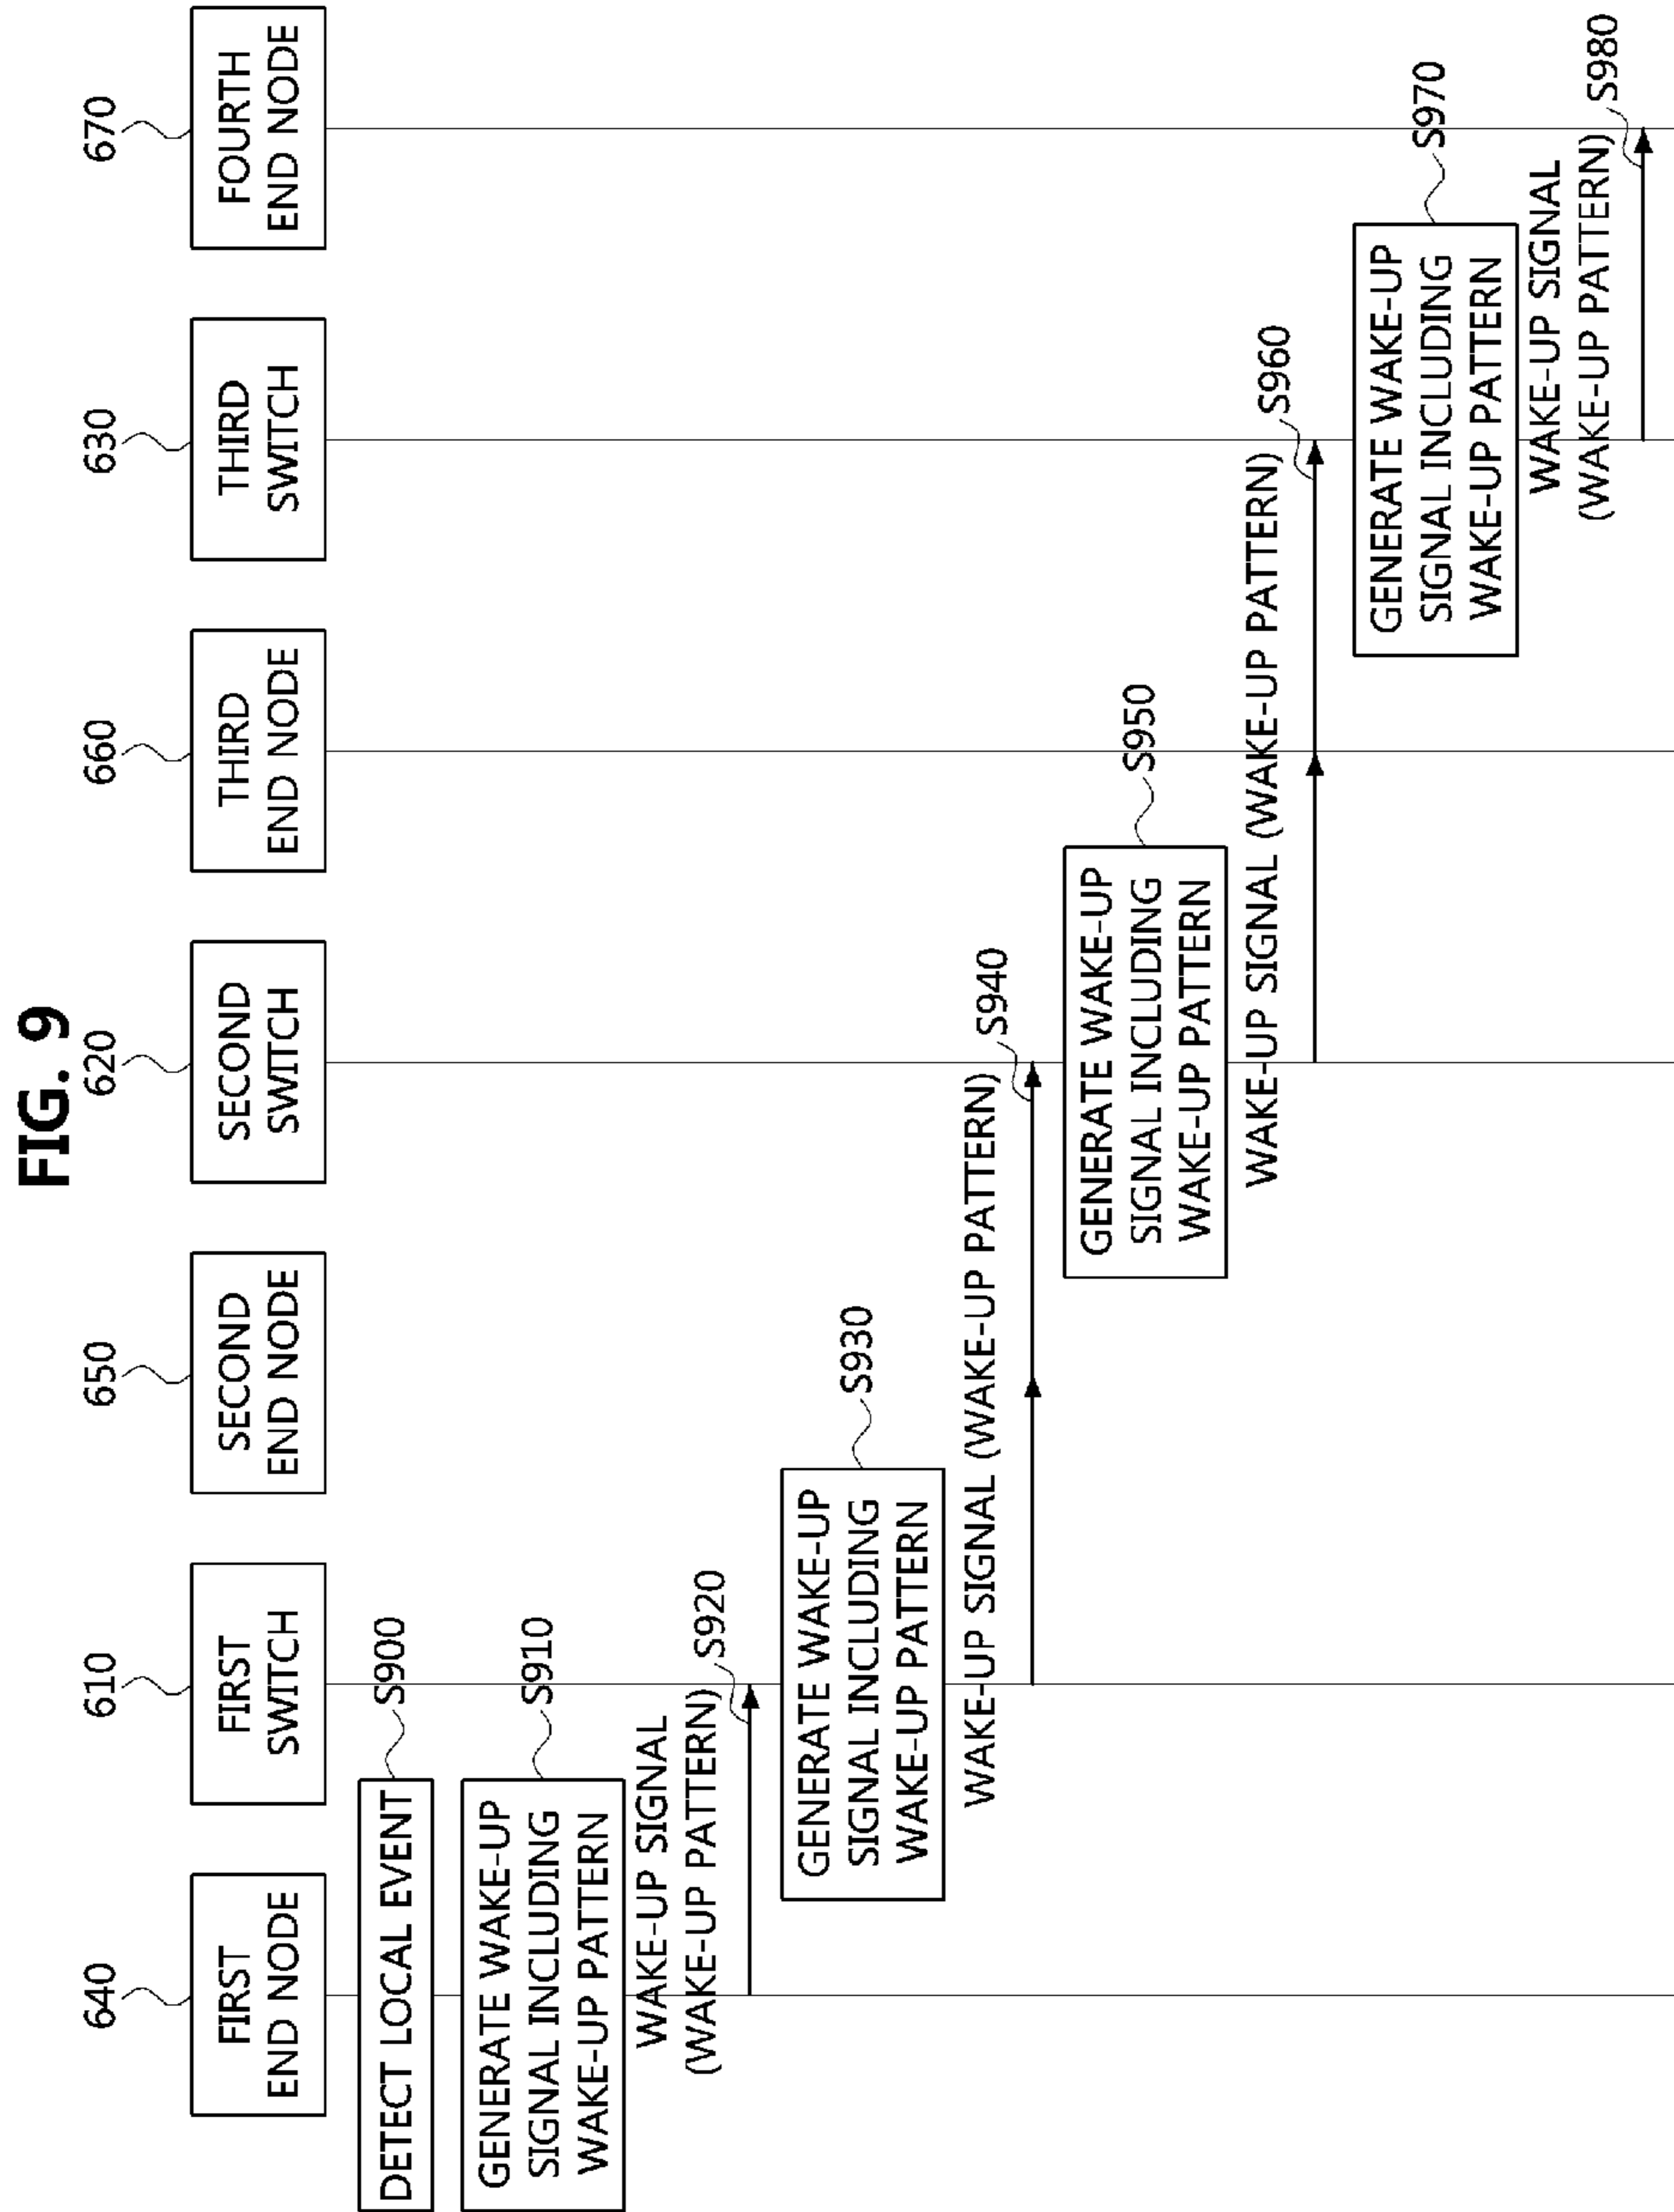 FIG. 9
640
610
650
620
660
630
670
FIRST
END NODE
FIRST
SWITCH
SECOND
END NODE
SECOND
SWITCH
THIRD
END NODE
THIRD
SWITCH
FOURTH
END NODE
DETECT LOCAL EVENT
S900
GENERATE WAKE-UP
SIGNAL INCLUDING
WAKE-UP PATTERN
S910
WAKE-UP SIGNAL
(WAKE-UP PATTERN)
S920
GENERATE WAKE-UP
SIGNAL INCLUDING
WAKE-UP PATTERN
S930
WAKE-UP SIGNAL (WAKE-UP PATTERN)
S940
GENERATE WAKE-UP
SIGNAL INCLUDING
WAKE-UP PATTERN
S950
WAKE-UP SIGNAL (WAKE-UP PATTERN)
S960
GENERATE WAKE-UP
SIGNAL INCLUDING
WAKE-UP PATTERN
S970
WAKE-UP SIGNAL
(WAKE-UP PATTERN)
S980